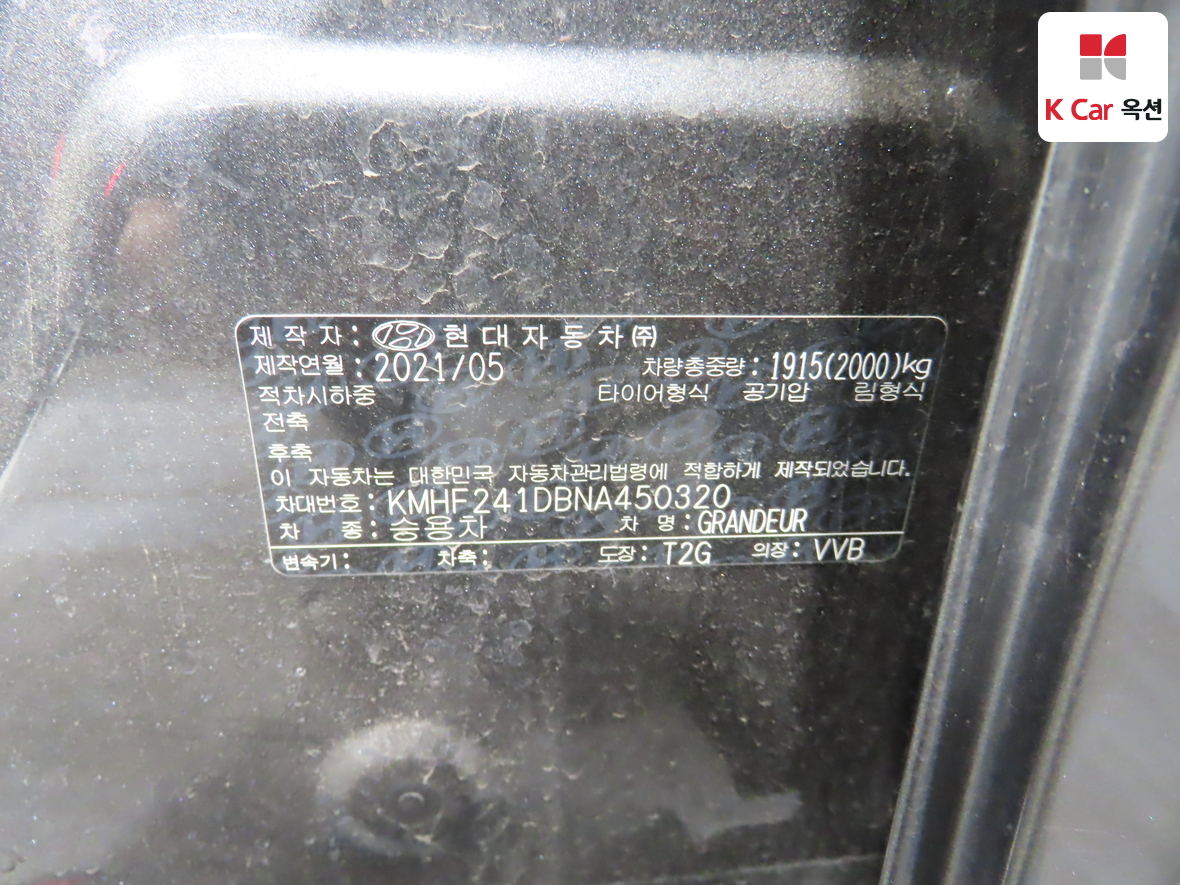 K Car 옥션
제 작 자 : 현 대 자 동 차 ㈜
제작연월 : 2021/05 차량총중량 : 1915(2000)kg
적차시하중 타이어형식 공기압 림형식
전축
후축
이 자동차는 대한민국 자동차관리법령에 적합하게 제작되었습니다.
차대번호 : KMHF241DBNA450320
차 종 : 승용차 차 명 : GRANDEUR
변속기 : 차축 : 도장 : T2G 의장 : VVB